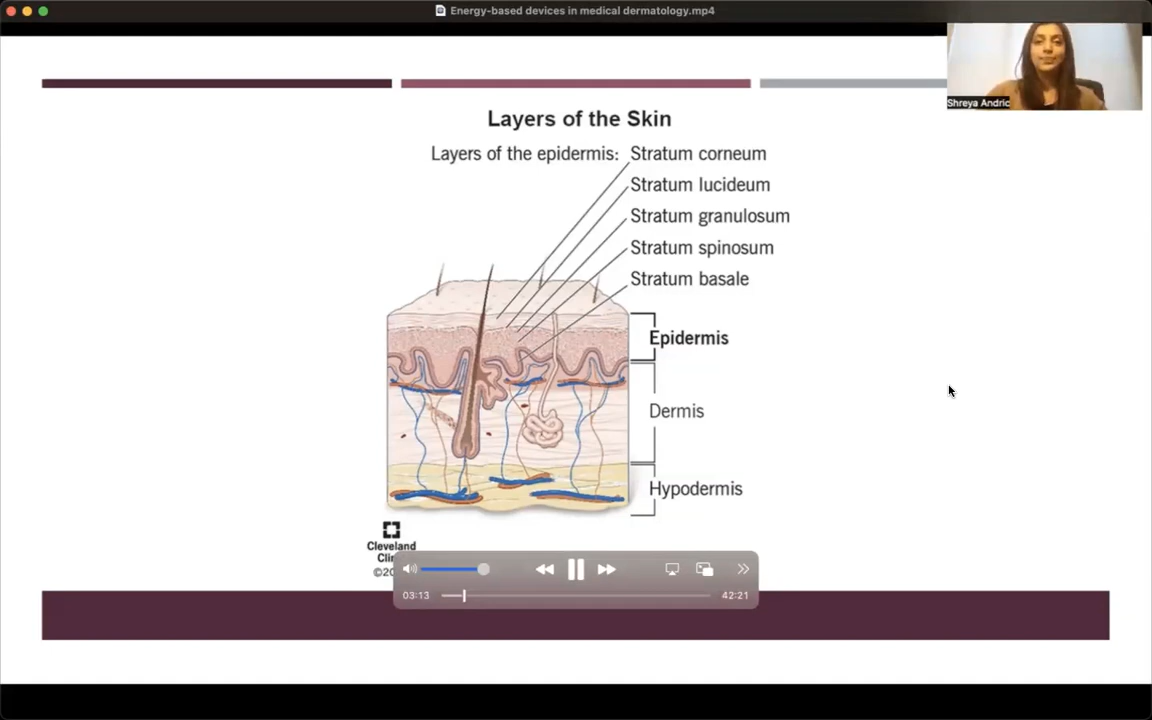 Energy-based devices in medical dermatology.mp4
Shreya Andric
Layers of the Skin
Layers of the epidermis: Stratum corneum
Stratum lucideum
Stratum granulosum
Stratum spinosum
Stratum basale
Epidermis
Dermis
Hypodermis
Cleveland
03:13
42:21